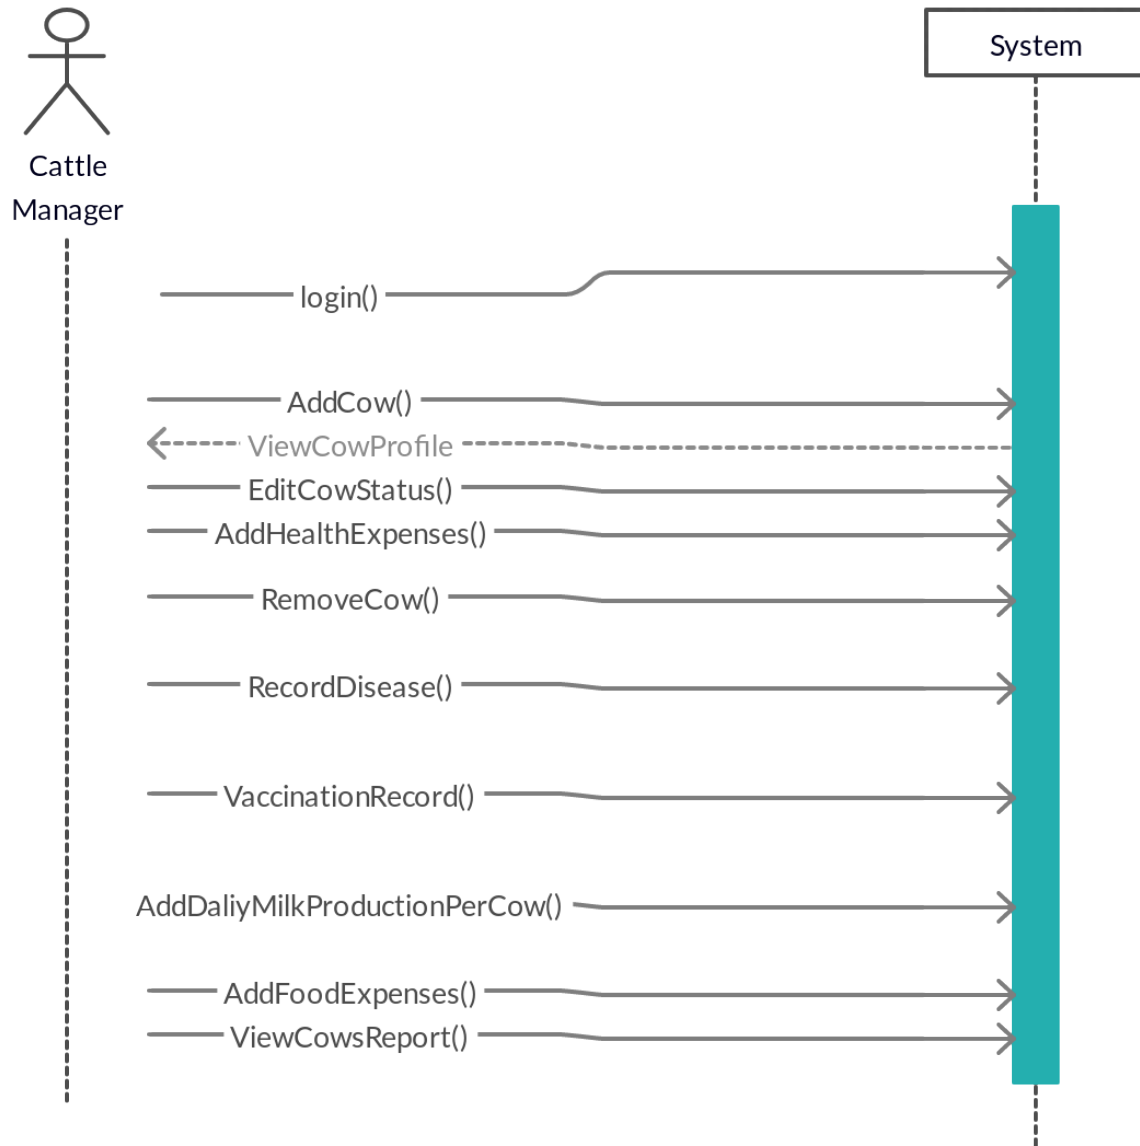 System
Cattle
Manager
login()
AddCow()
ViewCowProfile
EditCowStatus()
AddHealthExpenses()
RemoveCow()
RecordDisease()
VaccinationRecord()
AddDaliyMilkProductionPerCow()
AddFoodExpenses()
ViewCowsReport()